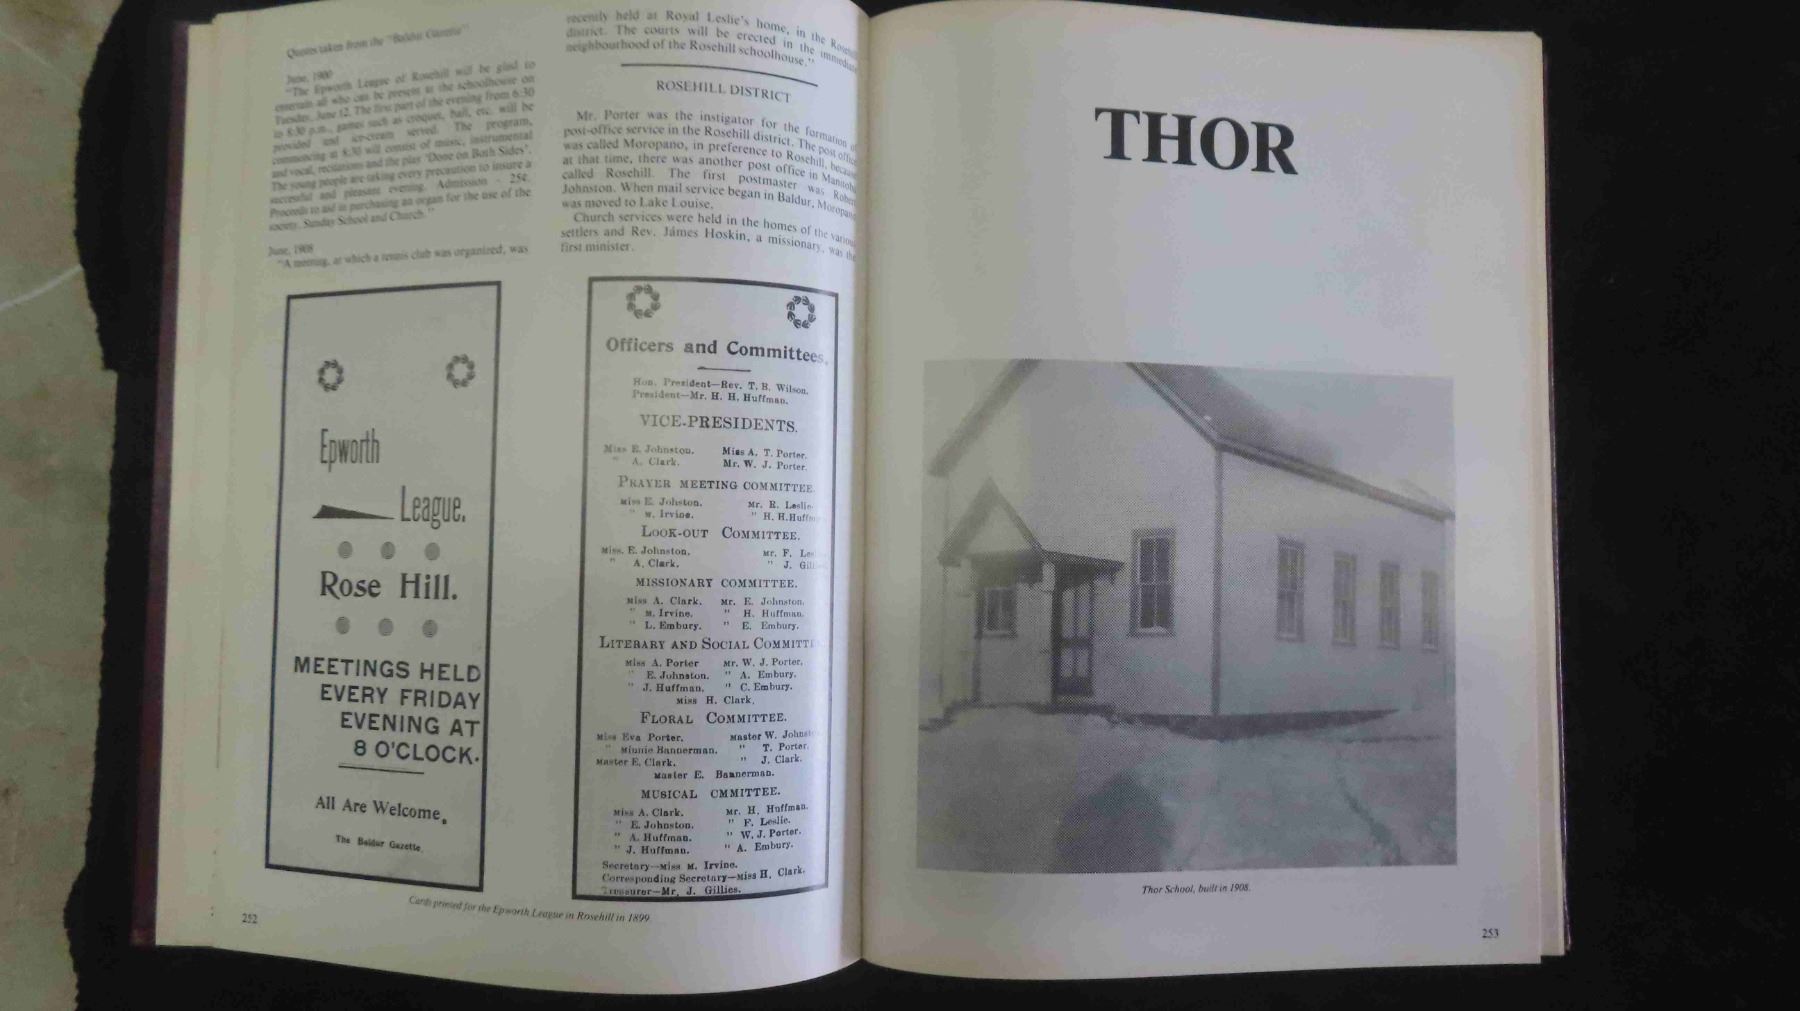 Quotes taken from the "Baldur Gazette"
June, 1900
"The Epworth League of Rosehill will be glad to
entertain all who can be present at the schoolhouse on
Tuesday, June 12. The first part of the evening from 6:30
to 8:30 p.m., games such as croquet, ball, etc. will be
provided and ice-cream served. The program,
commencing at 8:30 will consist of music, instrumental
and vocal, recitations and the play 'Done on Both Sides'.
The young people are taking every precaution to insure a
successful and pleasant evening. Admission - 25¢.
Proceeds to aid in purchasing an organ for the use of the
society, Sunday School and Church."
June, 1908
"A meeting, at which a tennis club was organized, was
recently held at Royal Leslie's home, in the Rosehill
district. The courts will be erected in the immediate
neighbourhood of the Rosehill schoolhouse."
ROSEHILL DISTRICT
Mr. Porter was the instigator for the formation of
post-office service in the Rosehill district. The post office
was called Moropano, in preference to Rosehill, because
at that time, there was another post office in Manitoba
called Rosehill. The first postmaster was Robert
Johnston. When mail service began in Baldur, Moropano
was moved to Lake Louise.
Church services were held in the homes of the various
settlers and Rev. James Hoskin, a missionary, was the
first minister.
Epworth
League.
Rose Hill.
MEETINGS HELD
EVERY FRIDAY
EVENING AT
8 O'CLOCK.
All Are Welcome.
The Baldur Gazette
Officers and Committees.
Hon. President—Rev. T. B. Wilson.
President—Mr. H. H. Huffman.
VICE-PRESIDENTS.
Miss E. Johnston. Miss A. T. Porter.
" A. Clark. Mr. W. J. Porter.
PRAYER MEETING COMMITTEE.
Miss E. Johston. Mr. R. Leslie
" M. Irvine. " H. H. Huffm
LOOK-OUT COMMITTEE.
Miss. E. Johnston, Mr. F. Les
" A. Clark. " J. Gill
MISSIONARY COMMITTEE.
Miss A. Clark. Mr. E. Johnston.
" M. Irvine. " H. Huffman.
" L. Embury. " E. Embury.
LITERARY AND SOCIAL COMMITT
Miss A. Porter Mr. W. J. Porter.
" E. Johnston. " A. Embury.
" J. Huffman. " C. Embury.
Miss H. Clark.
FLORAL COMMITTEE.
Miss Eva Porter. Master W. Johnst
" Minnie Bannerman. " T. Porter.
Master E. Clark. " J. Clark.
Master E. Bannerman.
MUSICAL CMMITTEE.
Miss A. Clark. Mr. H. Huffman.
" E. Johnston. " F. Leslie.
" A. Huffman. " W. J. Porter.
" J. Huffman. " A. Embury.
Secretary—Miss M. Irvine.
Corresponding Secretary—Miss H. Clark.
Treasurer—Mr. J. Gillies.
Cards printed for the Epworth League in Rosehill in 1899
252
THOR
Thor School, built in 1908.
253